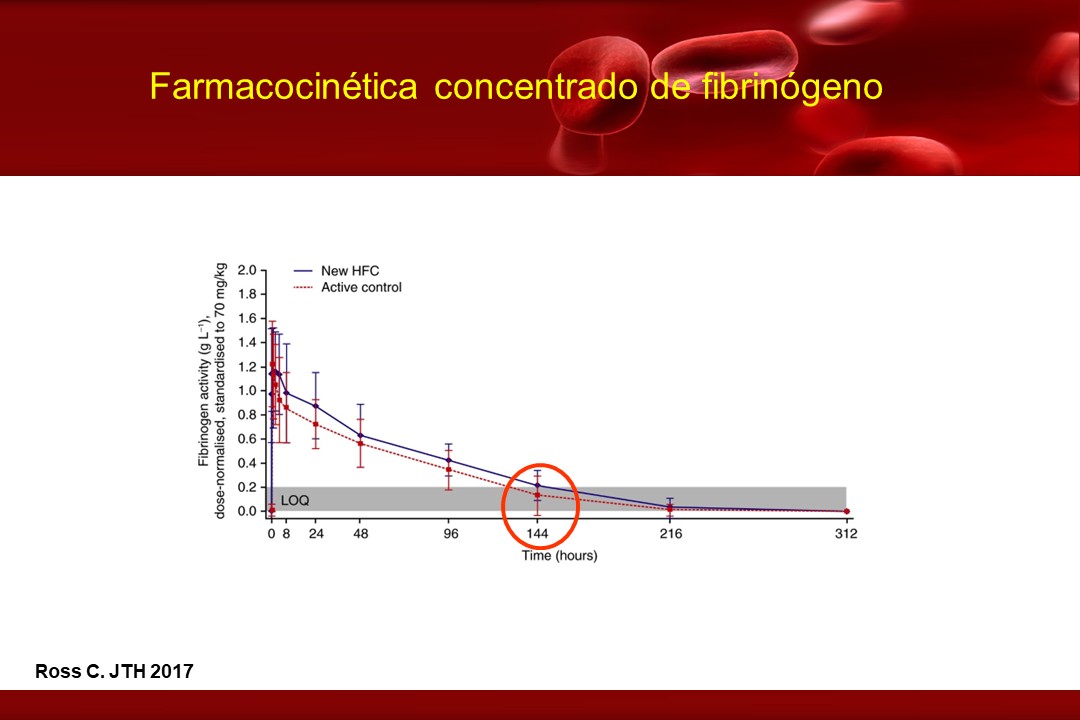 Farmacocinética concentrado de fibrinógeno
Fibrinogen activity (g L⁻¹),
dose-normalised, standardised to 70 mg/kg
2.0
1.8
1.6
1.4
1.2
1.0
0.8
0.6
0.4
0.2
0.0
New HFC
Active control
LOQ
0 8 24 48 96 144 216 312
Time (hours)
Ross C. JTH 2017